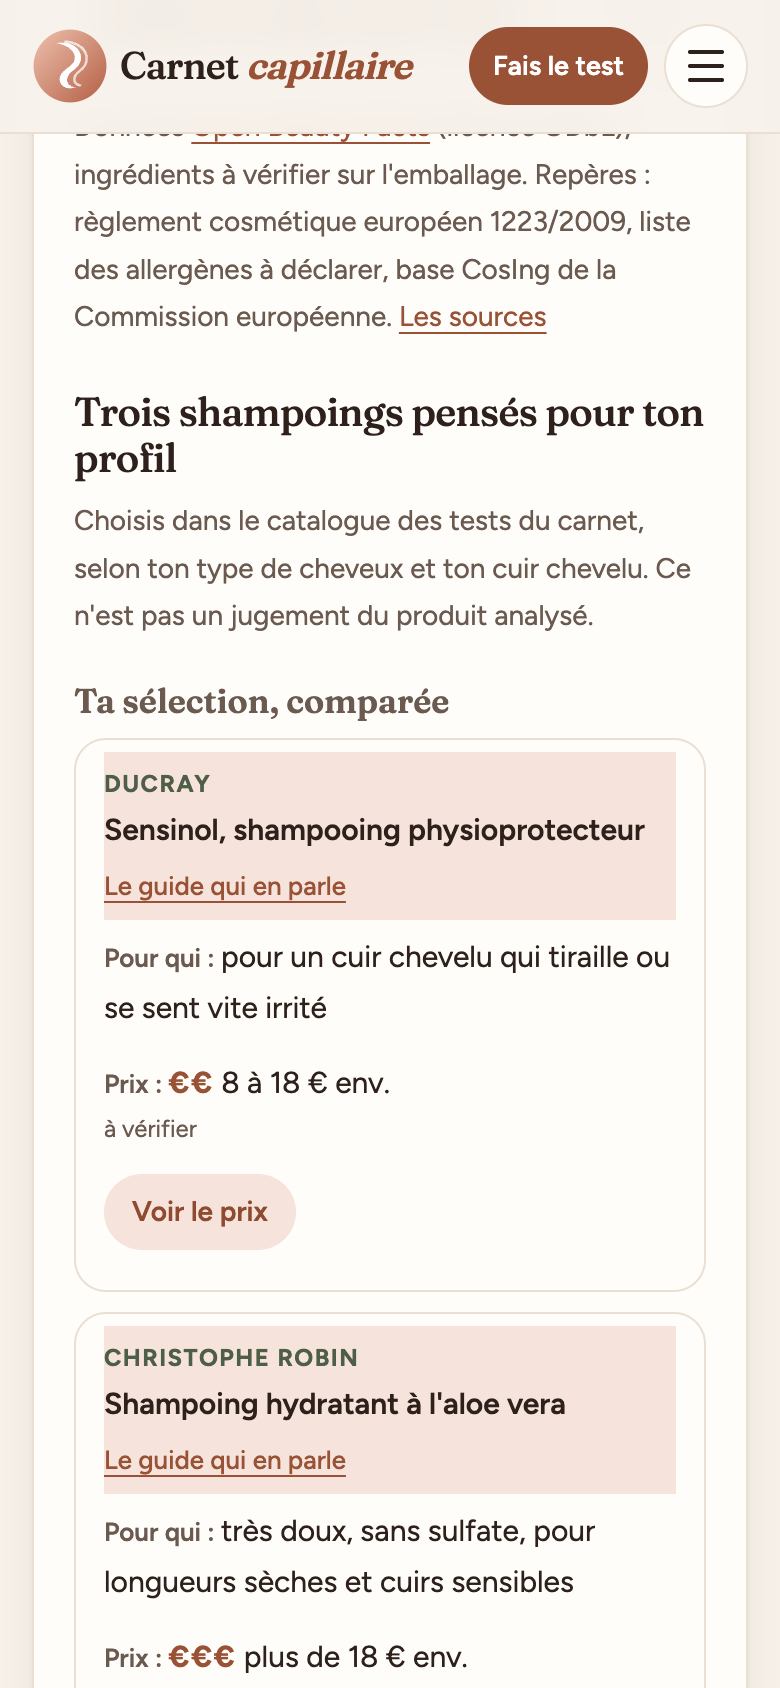 Carnet capillaire
Fais le test
Données Open Beauty Facts (licence ODbL),
ingrédients à vérifier sur l'emballage. Repères :
règlement cosmétique européen 1223/2009, liste
des allergènes à déclarer, base CosIng de la
Commission européenne. Les sources
Trois shampoings pensés pour ton
profil
Choisis dans le catalogue des tests du carnet,
selon ton type de cheveux et ton cuir chevelu. Ce
n'est pas un jugement du produit analysé.
Ta sélection, comparée
DUCRAY
Sensinol, shampooing physioprotecteur
Le guide qui en parle
Pour qui : pour un cuir chevelu qui tiraille ou
se sent vite irrité
Prix : €€ 8 à 18 € env.
à vérifier
Voir le prix
CHRISTOPHE ROBIN
Shampoing hydratant à l'aloe vera
Le guide qui en parle
Pour qui : très doux, sans sulfate, pour
longueurs sèches et cuirs sensibles
Prix : €€€ plus de 18 € env.